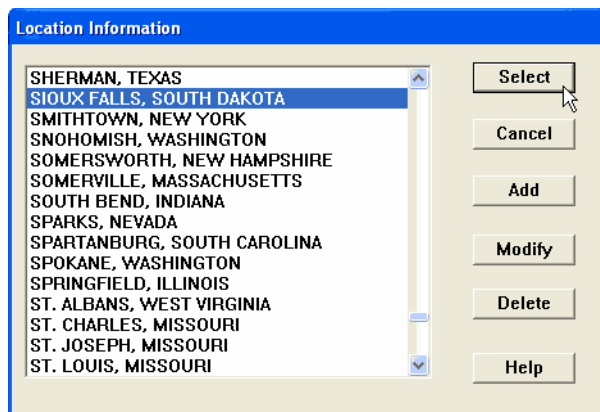 Location Information
SHERMAN, TEXAS
SIOUX FALLS, SOUTH DAKOTA
SMITHTOWN, NEW YORK
SNOHOMISH, WASHINGTON
SOMERSWORTH, NEW HAMPSHIRE
SOMERVILLE, MASSACHUSETTS
SOUTH BEND, INDIANA
SPARKS, NEVADA
SPARTANBURG, SOUTH CAROLINA
SPOKANE, WASHINGTON
SPRINGFIELD, ILLINOIS
ST. ALBANS, WEST VIRGINIA
ST. CHARLES, MISSOURI
ST. JOSEPH, MISSOURI
ST. LOUIS, MISSOURI
Select
Cancel
Add
Modify
Delete
Help